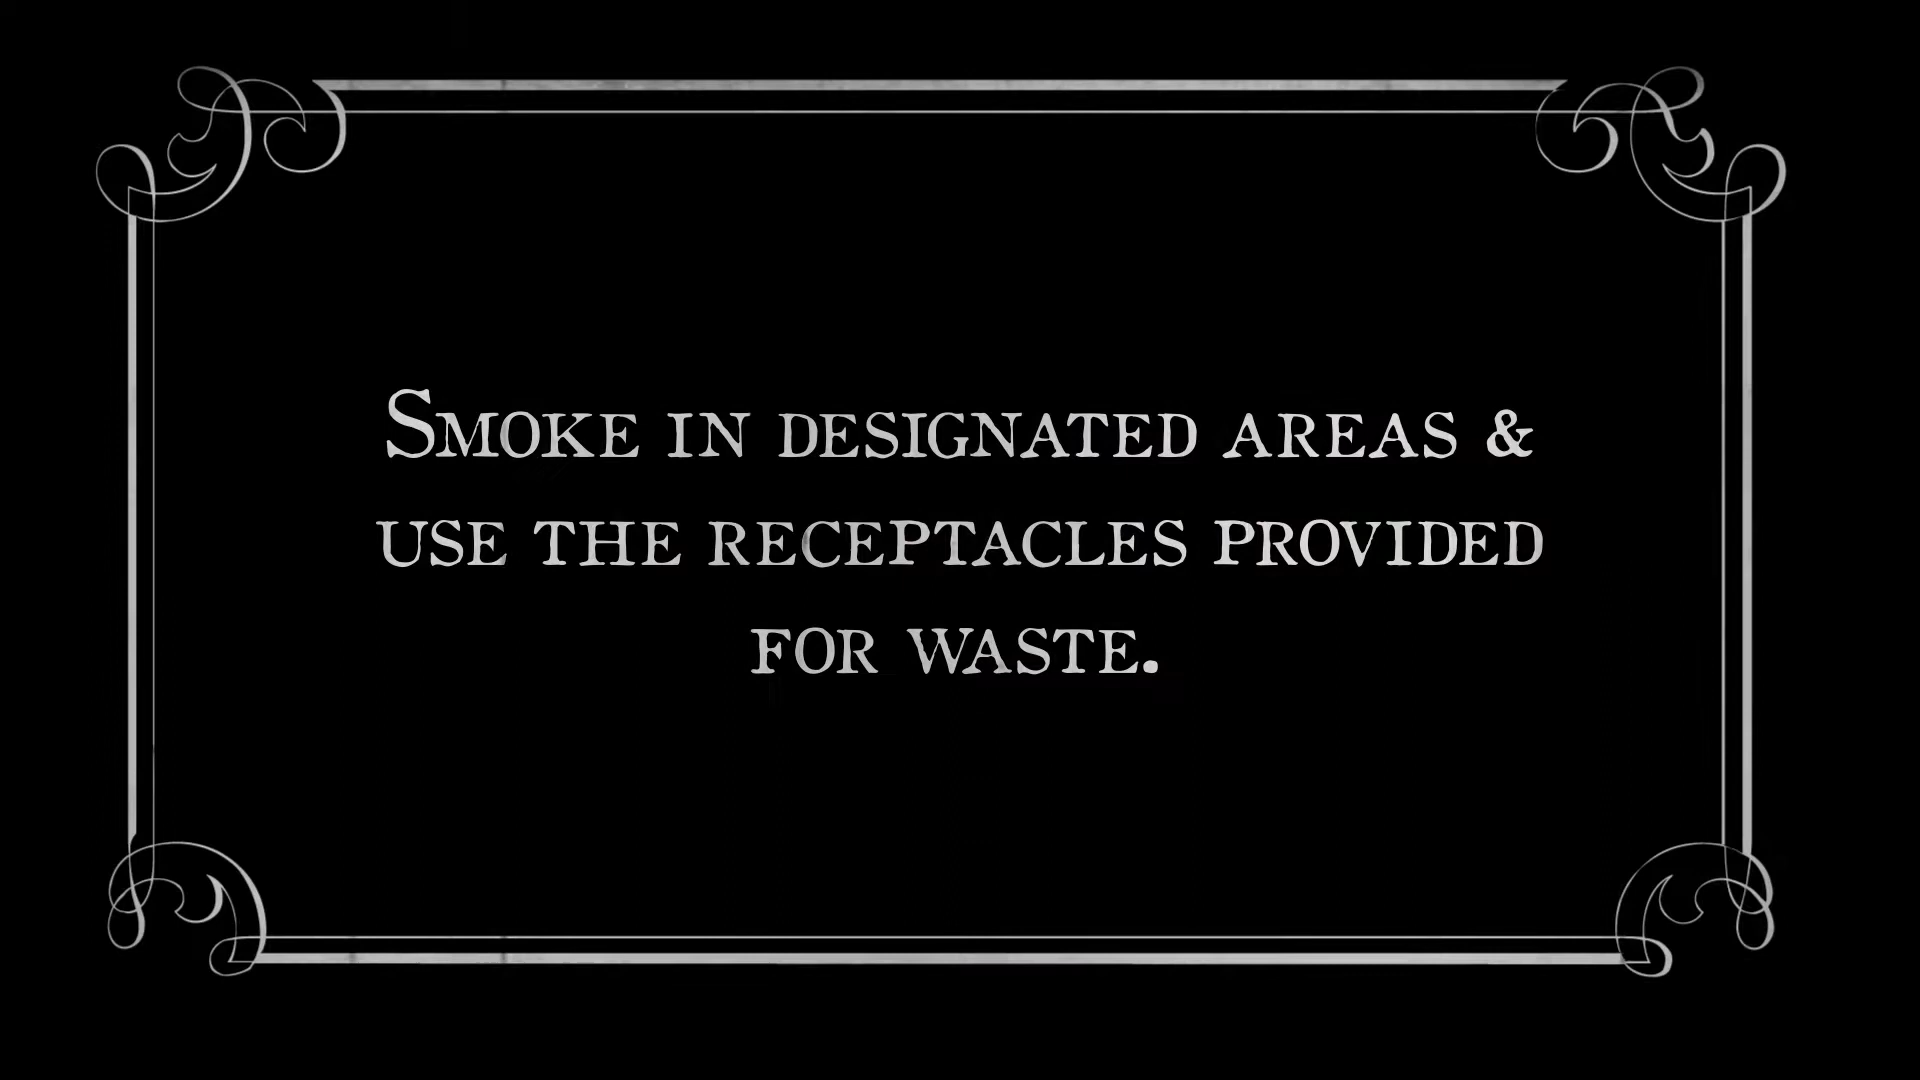 Smoke in designated areas &
use the receptacles provided
for waste.